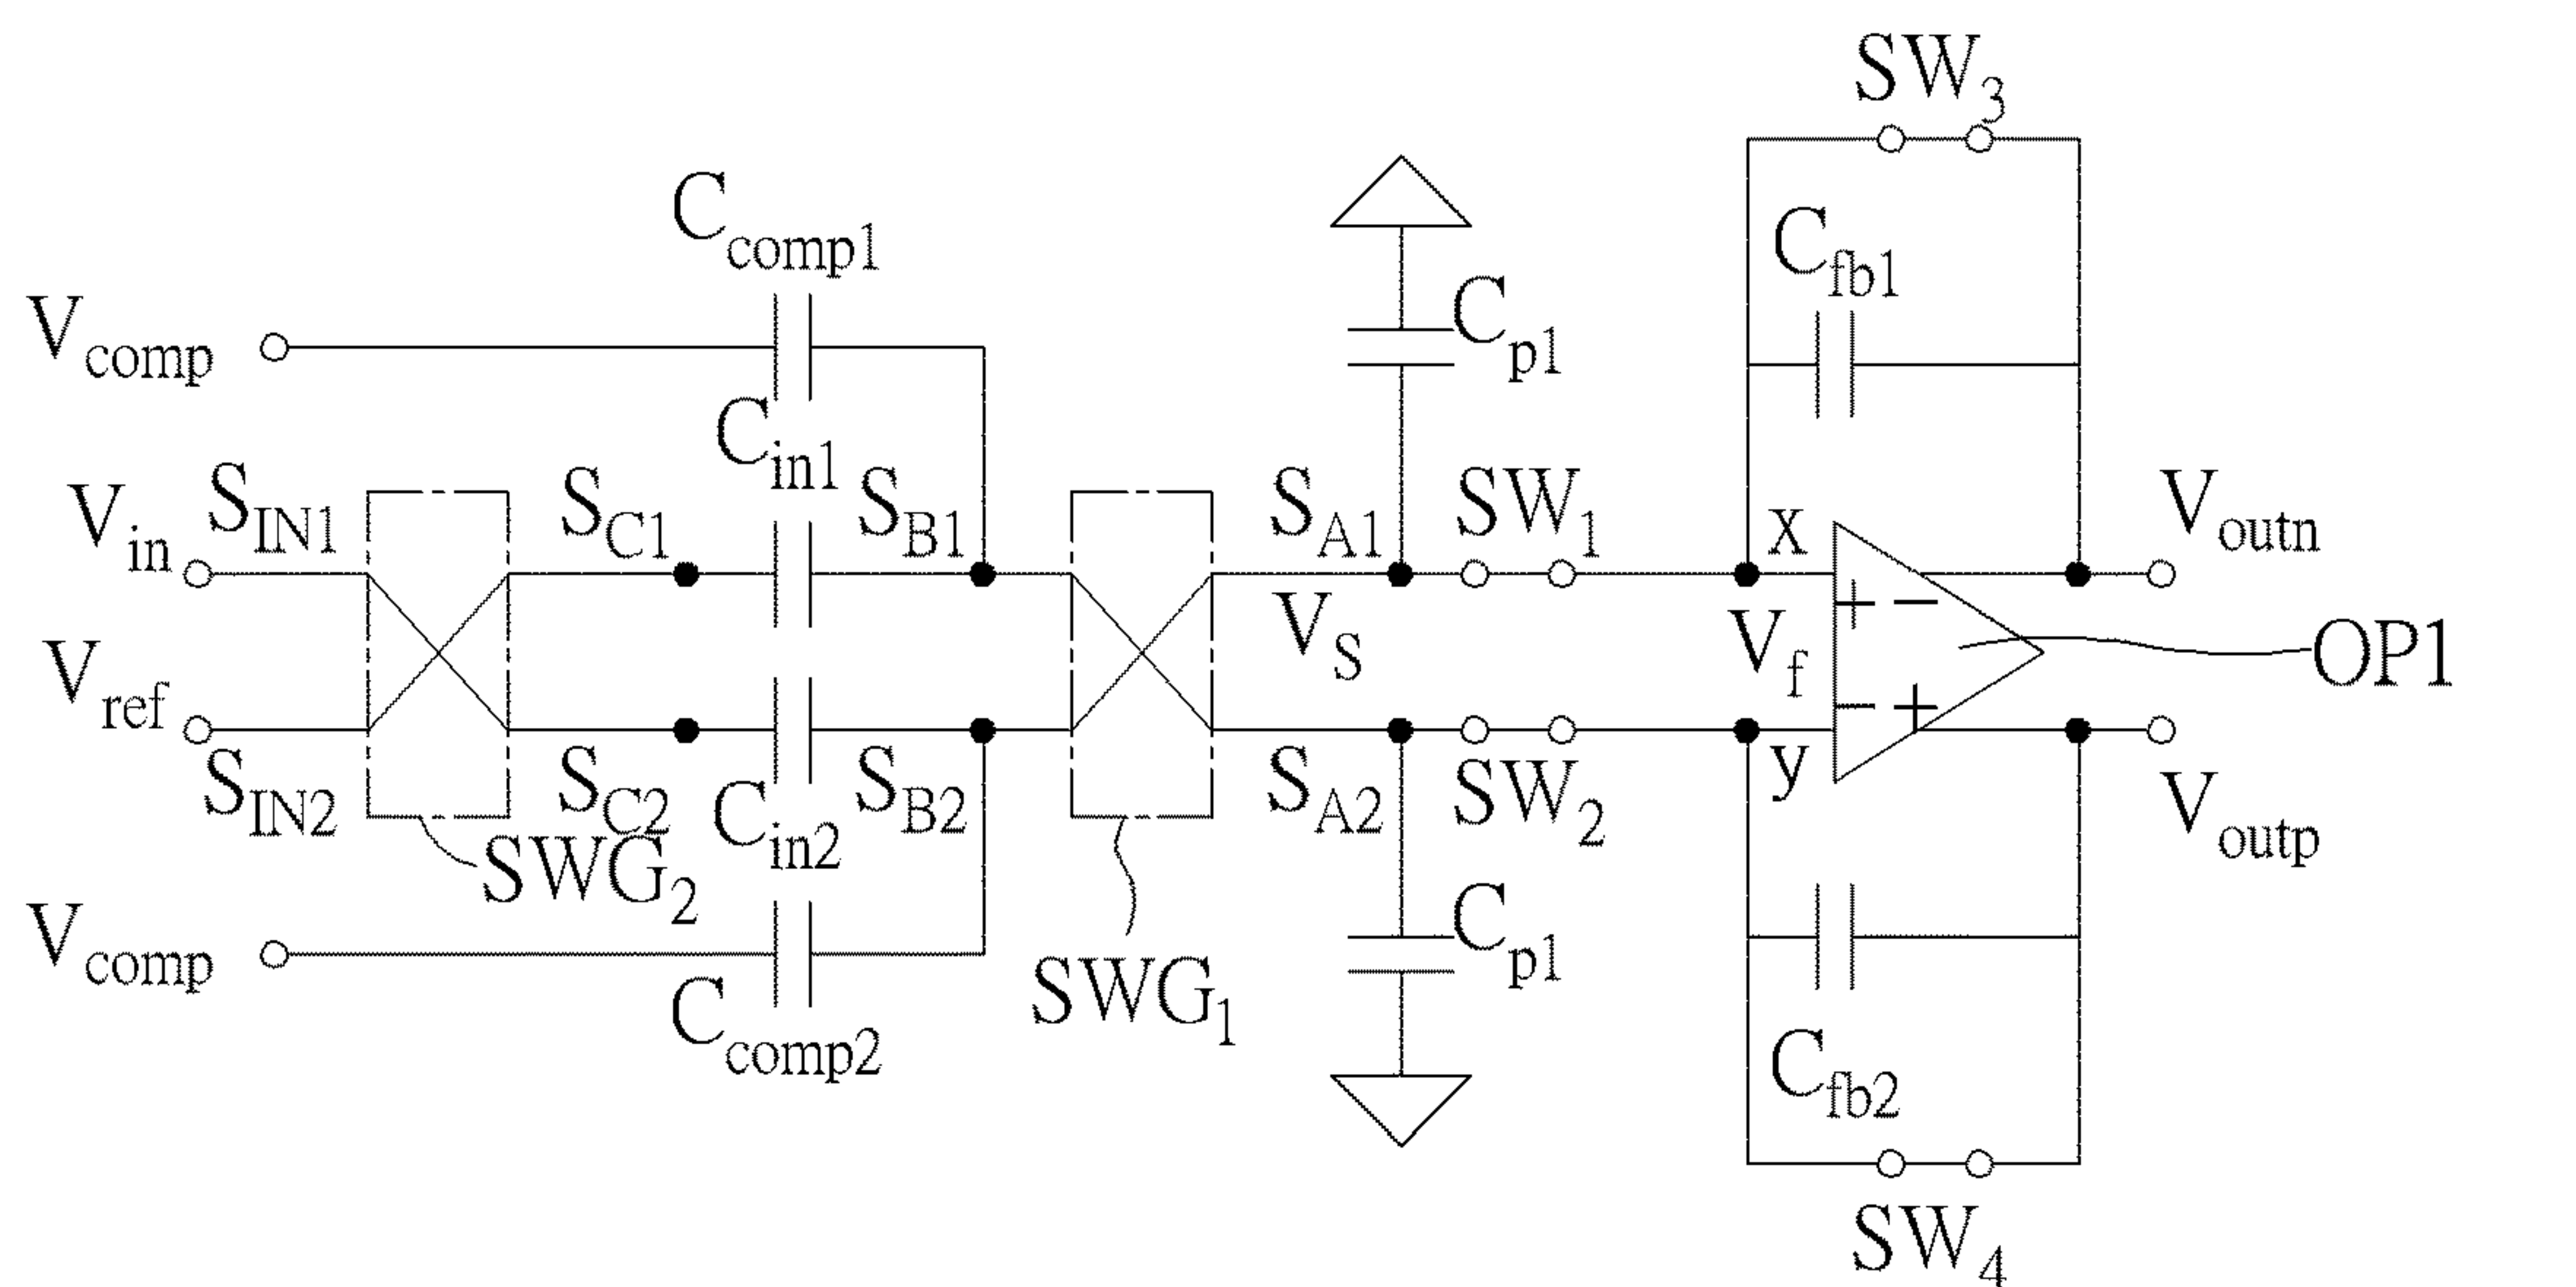 SW3
Ccomp1
Cfb1
Cp1
Vcomp
Cin1
Vin SIN1 SC1 SB1 SA1 SW1 x Voutn
VS Vf + − OP1
Vref − +
SIN2 SC2 Cin2 SB2 SA2 SW2 y Voutp
SWG2
Vcomp
Cp1
SWG1
Ccomp2
Cfb2
SW4